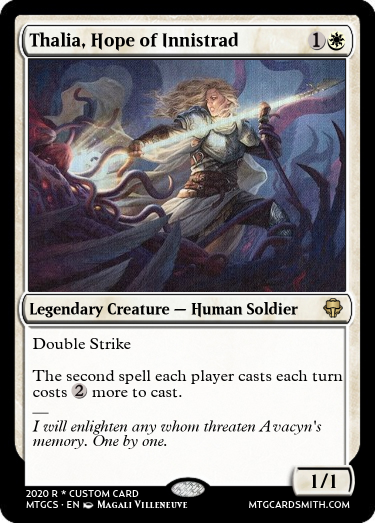 Thalia, Hope of Innistrad 1
Legendary Creature — Human Soldier
Double Strike
The second spell each player casts each turn
costs 2 more to cast.
—
I will enlighten any whom threaten Avacyn's
memory. One by one.
1/1
2020 R * CUSTOM CARD
MTGCS • EN Magali Villeneuve
MTGCARDSMITH.COM